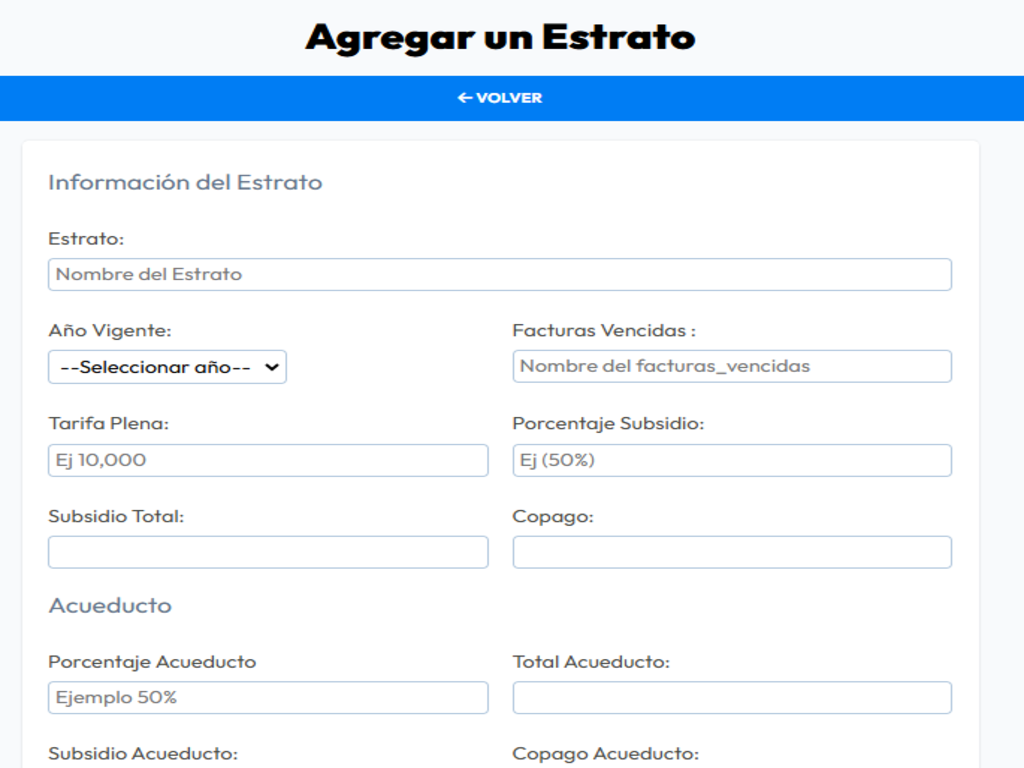 Agregar un Estrato
← VOLVER
Información del Estrato
Estrato:
Nombre del Estrato
Año Vigente:
Facturas Vencidas :
--Seleccionar año--
Nombre del facturas_vencidas
Tarifa Plena:
Porcentaje Subsidio:
Ej 10,000
Ej (50%)
Subsidio Total:
Copago:
Acueducto
Porcentaje Acueducto
Total Acueducto:
Ejemplo 50%
Subsidio Acueducto:
Copago Acueducto: